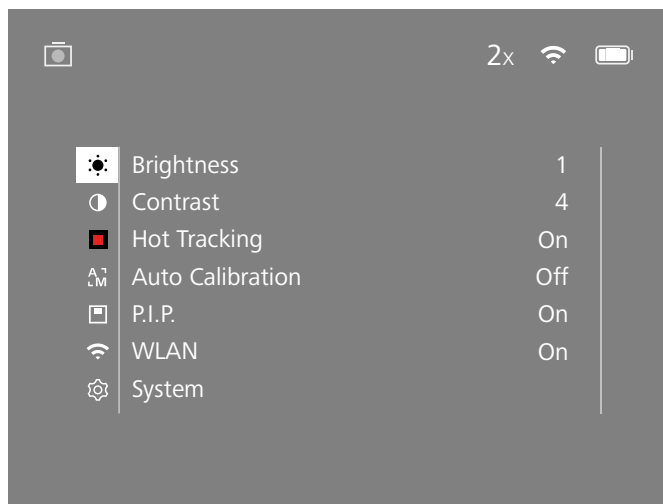 2x
Brightness 1
Contrast 4
Hot Tracking On
A M Auto Calibration Off
P.I.P. On
WLAN On
System